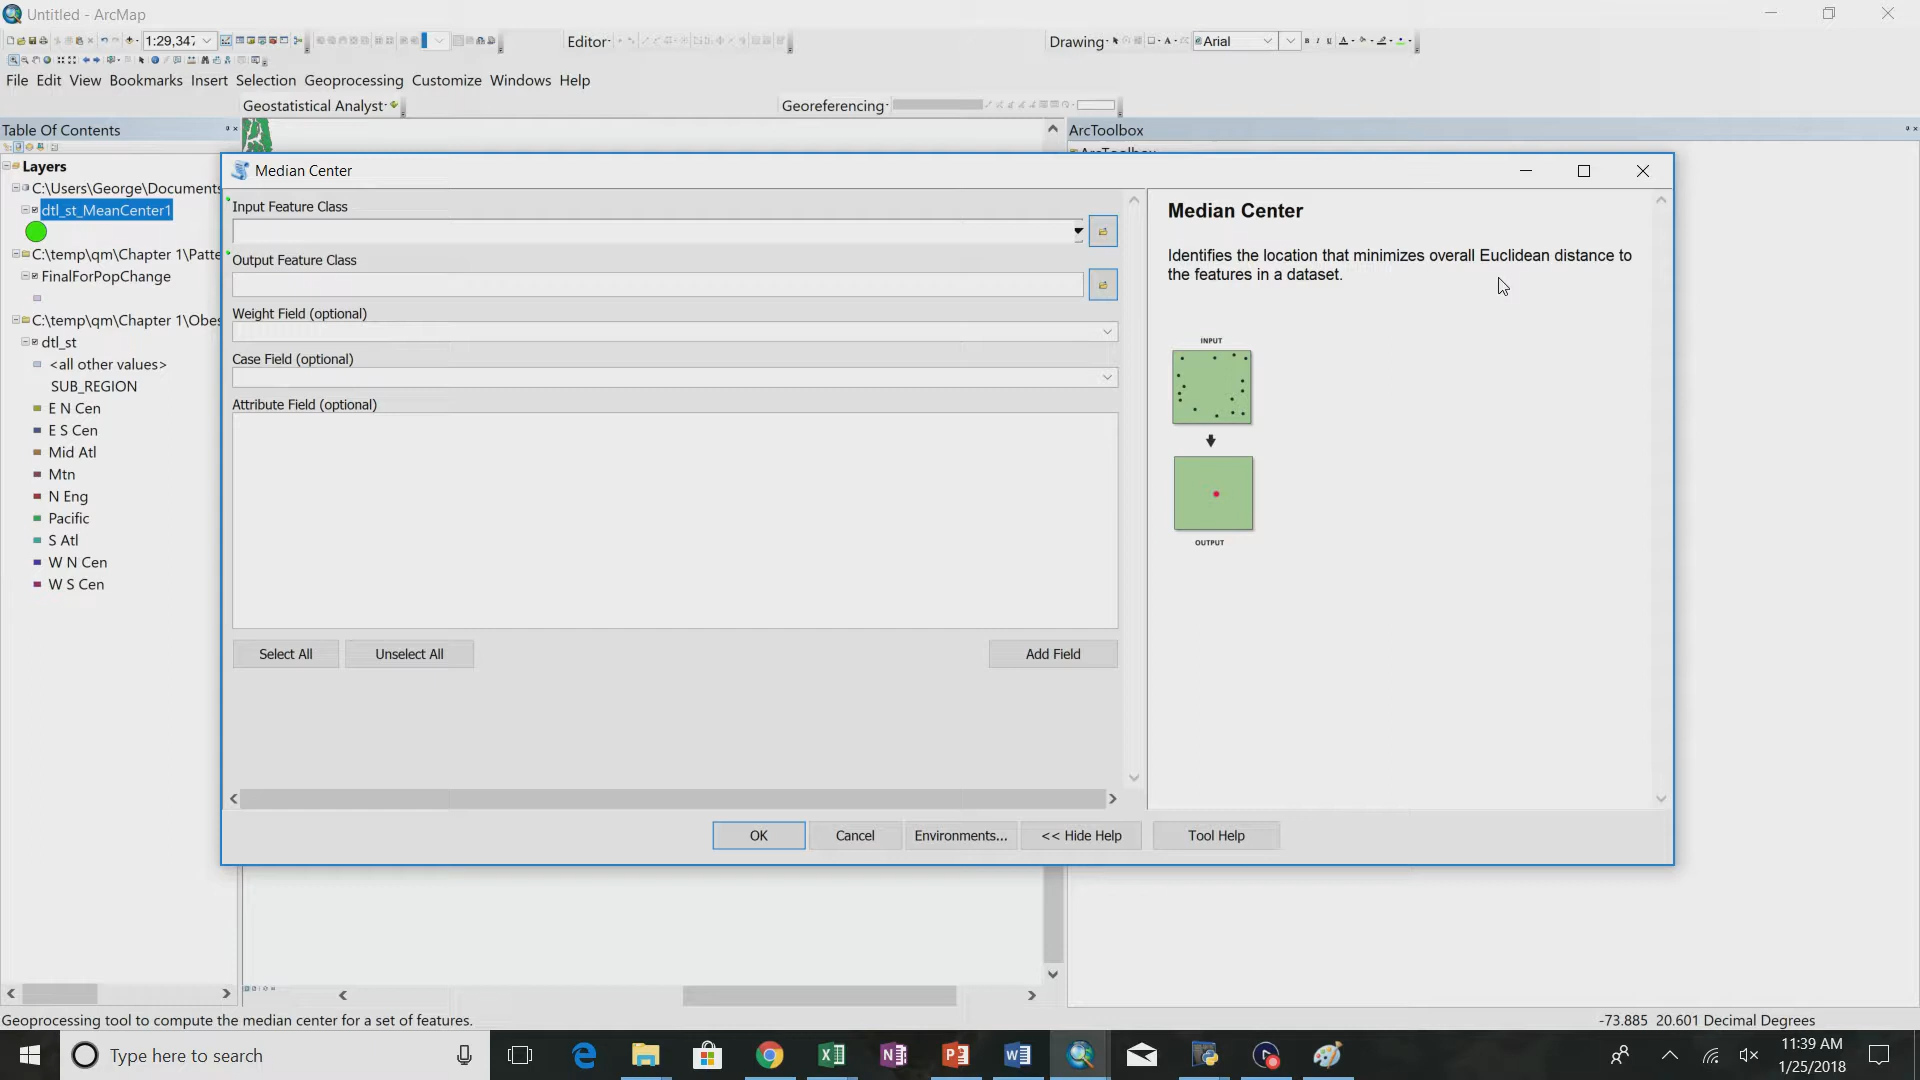 Untitled - ArcMap
1:29,347
Editor
Drawing
Arial
B I U A
File Edit View Bookmarks Insert Selection Geoprocessing Customize Windows Help
Geostatistical Analyst
Georeferencing
Table Of Contents
ArcToolbox
ArcToolbox
Layers
C:\Users\George\Documents
dtl_st_MeanCenter1
C:\temp\qm\Chapter 1\Patte
FinalForPopChange
C:\temp\qm\Chapter 1\Obes
dtl_st
<all other values>
SUB_REGION
E N Cen
E S Cen
Mid Atl
Mtn
N Eng
Pacific
S Atl
W N Cen
W S Cen
Median Center
Input Feature Class
Output Feature Class
Weight Field (optional)
Case Field (optional)
Attribute Field (optional)
Select All
Unselect All
Add Field
OK
Cancel
Environments...
<< Hide Help
Tool Help
Median Center
Identifies the location that minimizes overall Euclidean distance to
the features in a dataset.
INPUT
OUTPUT
Geoprocessing tool to compute the median center for a set of features.
-73.885 20.601 Decimal Degrees
Type here to search
11:39 AM
1/25/2018